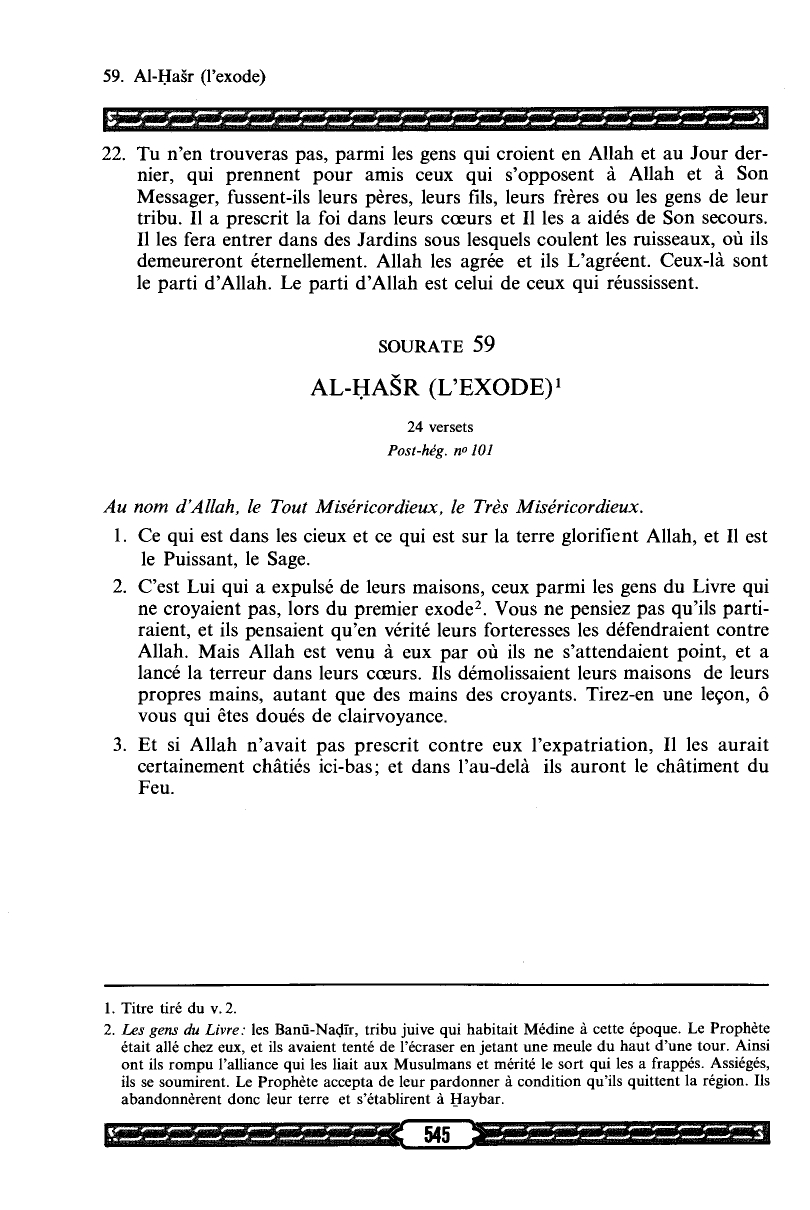 59. Al-Ḥašr (l'exode)
22. Tu n'en trouveras pas, parmi les gens qui croient en Allah et au Jour der-
nier, qui prennent pour amis ceux qui s'opposent à Allah et à Son
Messager, fussent-ils leurs pères, leurs fils, leurs frères ou les gens de leur
tribu. Il a prescrit la foi dans leurs cœurs et Il les a aidés de Son secours.
Il les fera entrer dans des Jardins sous lesquels coulent les ruisseaux, où ils
demeureront éternellement. Allah les agrée et ils L'agréent. Ceux-là sont
le parti d'Allah. Le parti d'Allah est celui de ceux qui réussissent.
SOURATE 59
AL-ḤAŠR (L'EXODE)¹
24 versets
Post-hég. nº 101
Au nom d'Allah, le Tout Miséricordieux, le Très Miséricordieux.
1. Ce qui est dans les cieux et ce qui est sur la terre glorifient Allah, et Il est
le Puissant, le Sage.
2. C'est Lui qui a expulsé de leurs maisons, ceux parmi les gens du Livre qui
ne croyaient pas, lors du premier exode². Vous ne pensiez pas qu'ils parti-
raient, et ils pensaient qu'en vérité leurs forteresses les défendraient contre
Allah. Mais Allah est venu à eux par où ils ne s'attendaient point, et a
lancé la terreur dans leurs cœurs. Ils démolissaient leurs maisons de leurs
propres mains, autant que des mains des croyants. Tirez-en une leçon, ô
vous qui êtes doués de clairvoyance.
3. Et si Allah n'avait pas prescrit contre eux l'expatriation, Il les aurait
certainement châtiés ici-bas; et dans l'au-delà ils auront le châtiment du
Feu.
1. Titre tiré du v. 2.
2. Les gens du Livre: les Banū-Naḍīr, tribu juive qui habitait Médine à cette époque. Le Prophète
était allé chez eux, et ils avaient tenté de l'écraser en jetant une meule du haut d'une tour. Ainsi
ont ils rompu l'alliance qui les liait aux Musulmans et mérité le sort qui les a frappés. Assiégés,
ils se soumirent. Le Prophète accepta de leur pardonner à condition qu'ils quittent la région. Ils
abandonnèrent donc leur terre et s'établirent à Ḫaybar.
545